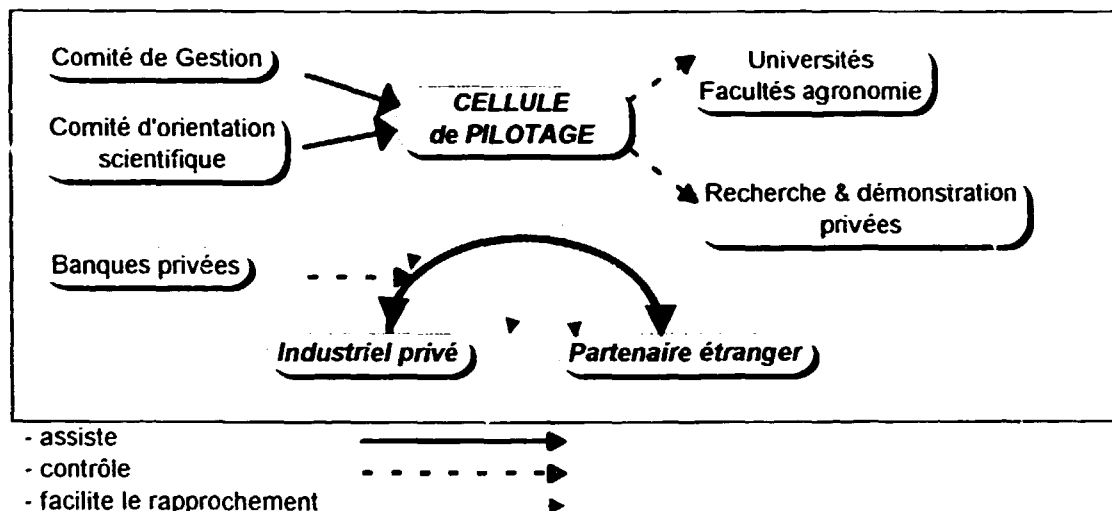 Comité de Gestion
Comité d'orientation
scientifique
CELLULE
de PILOTAGE
Universités
Facultés agronomie
Recherche & démonstration
privées
Banques privées
Industriel privé
Partenaire étranger
- assiste
- contrôle
- facilite le rapprochement